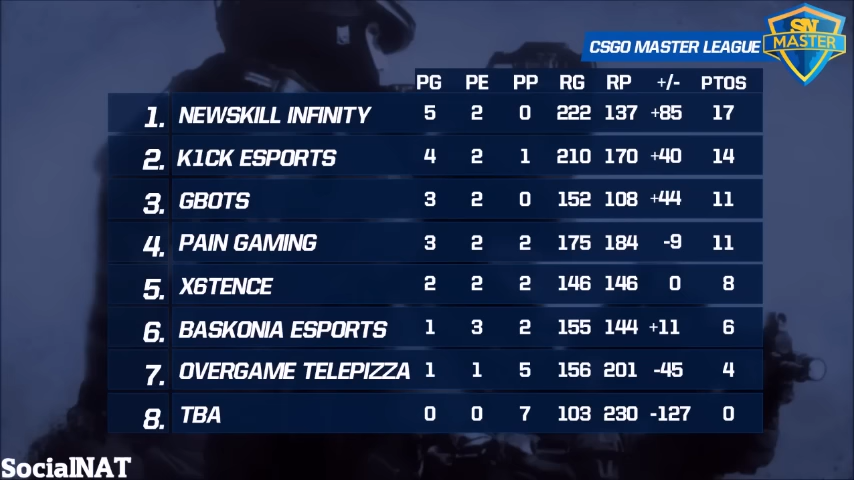 SN
MASTER
CSGO MASTER LEAGUE
PG PE PP RG RP +/- PTOS
1. NEWSKILL INFINITY 5 2 0 222 137 +85 17
2. K1CK ESPORTS 4 2 1 210 170 +40 14
3. GBOTS 3 2 0 152 108 +44 11
4. PAIN GAMING 3 2 2 175 184 -9 11
5. X6TENCE 2 2 2 146 146 0 8
6. BASKONIA ESPORTS 1 3 2 155 144 +11 6
7. OVERGAME TELEPIZZA 1 1 5 156 201 -45 4
8. TBA 0 0 7 103 230 -127 0
SocialNAT